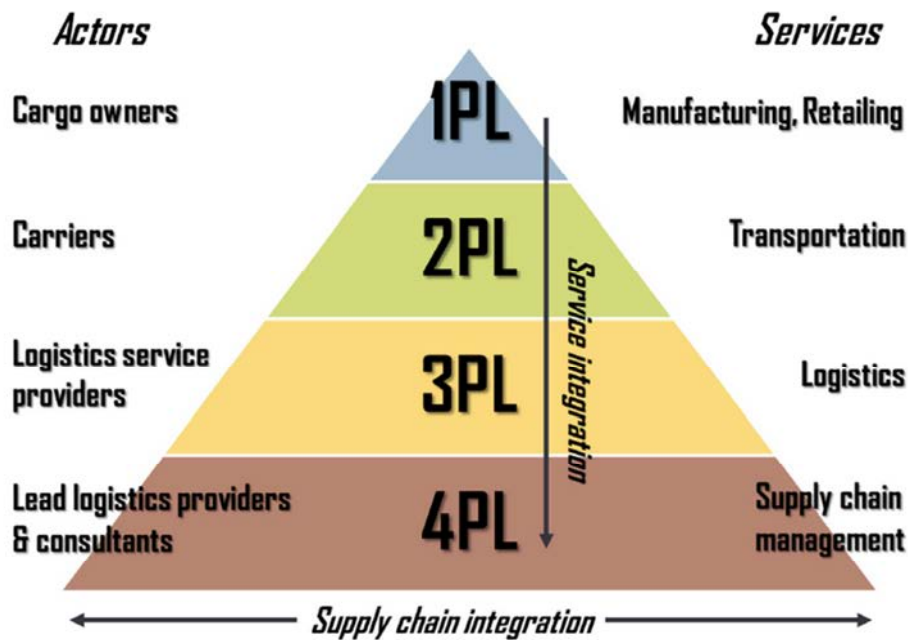 Actors
Services
Cargo owners
1PL
Manufacturing, Retailing
Carriers
2PL
Transportation
Service integration
Logistics service
providers
3PL
Logistics
Lead logistics providers
& consultants
4PL
Supply chain
management
Supply chain integration